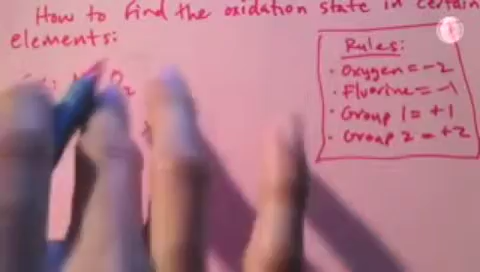 How to find the oxidation state in certain
elements:
Rules:
· Oxygen = -2
· Fluorine = -1
· Group 1 = +1
· Group 2 = +2